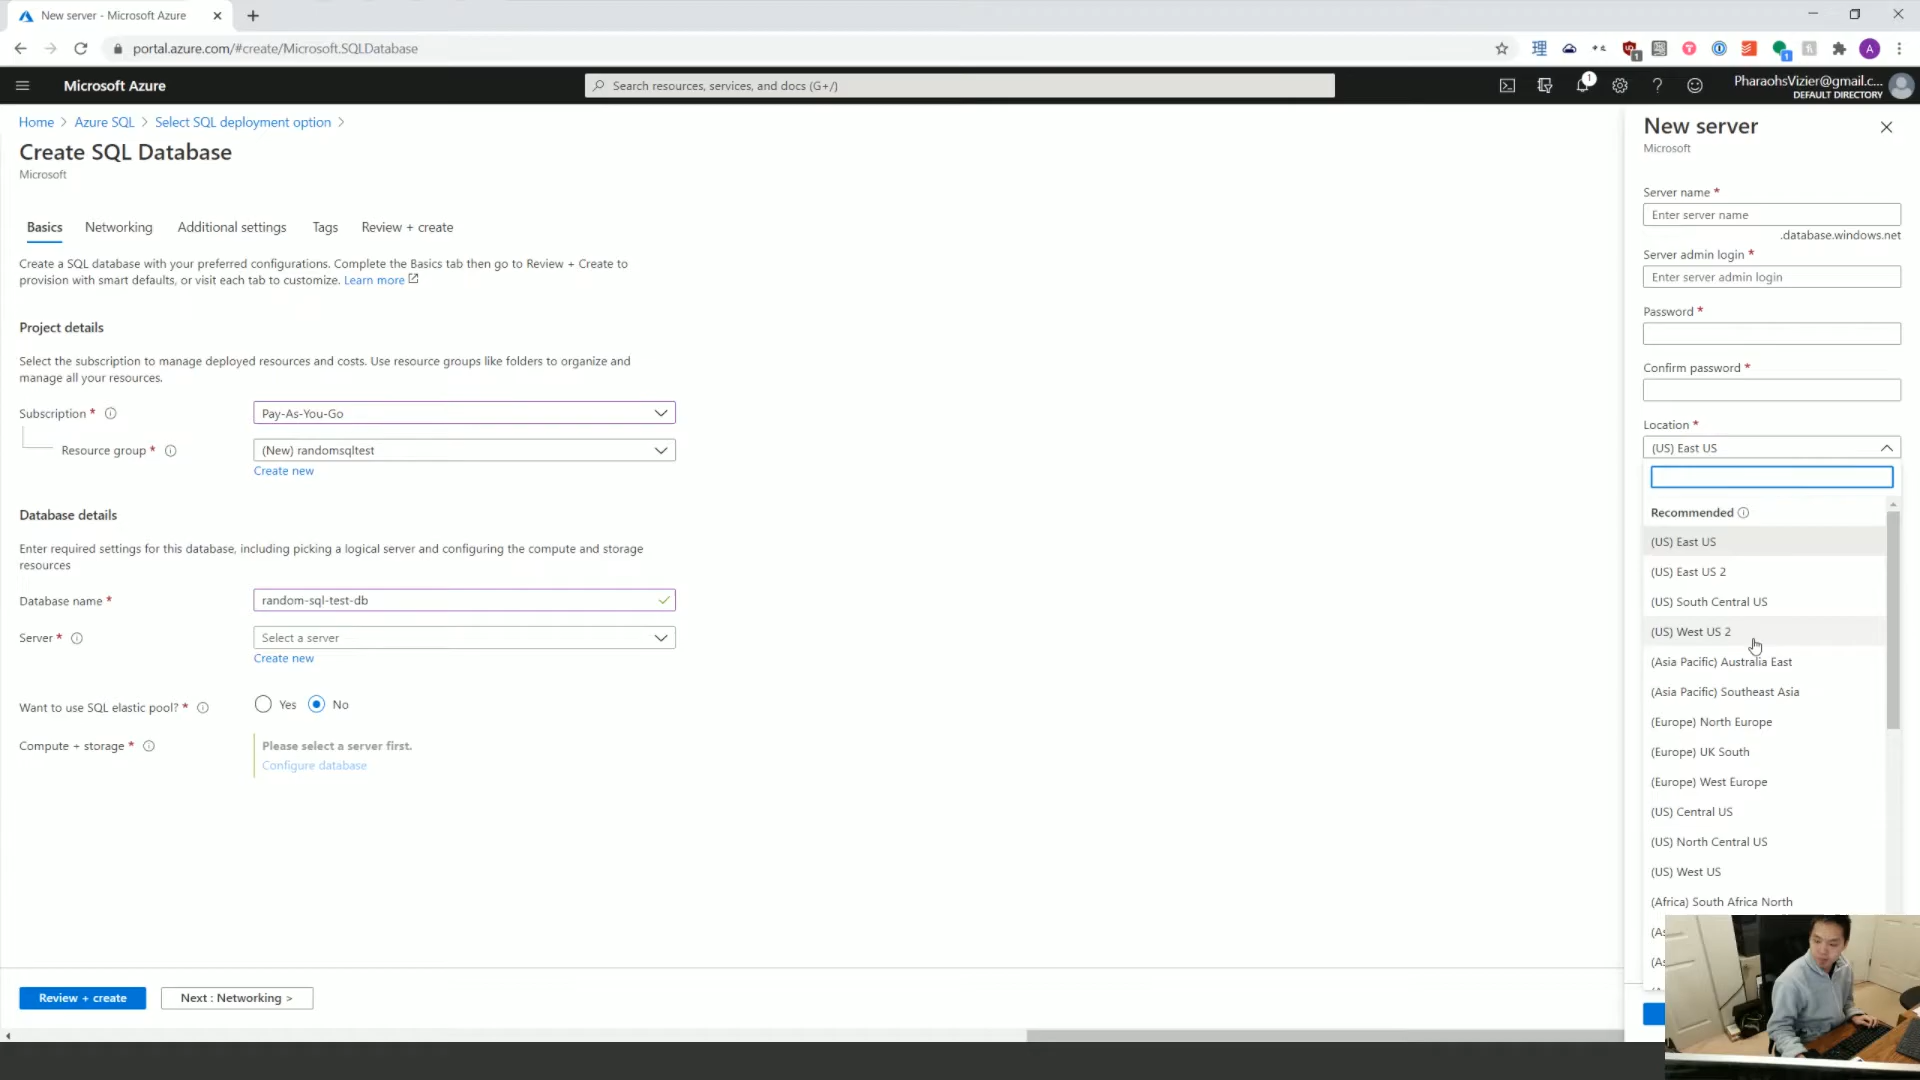 New server - Microsoft Azure
portal.azure.com/#create/Microsoft.SQLDatabase
Microsoft Azure
Search resources, services, and docs (G+/)
1
PharaohsVizier@gmail.c...
DEFAULT DIRECTORY
Home > Azure SQL > Select SQL deployment option >
Create SQL Database
Microsoft
Basics Networking Additional settings Tags Review + create
Create a SQL database with your preferred configurations. Complete the Basics tab then go to Review + Create to
provision with smart defaults, or visit each tab to customize. Learn more
Project details
Select the subscription to manage deployed resources and costs. Use resource groups like folders to organize and
manage all your resources.
Subscription *
Pay-As-You-Go
Resource group *
(New) randomsqltest
Create new
Database details
Enter required settings for this database, including picking a logical server and configuring the compute and storage
resources
Database name *
random-sql-test-db
Server *
Select a server
Create new
Want to use SQL elastic pool? *
Yes No
Compute + storage *
Please select a server first.
Configure database
Review + create
Next : Networking >
New server
Microsoft
Server name *
Enter server name
.database.windows.net
Server admin login *
Enter server admin login
Password *
Confirm password *
Location *
(US) East US
Recommended
(US) East US
(US) East US 2
(US) South Central US
(US) West US 2
(Asia Pacific) Australia East
(Asia Pacific) Southeast Asia
(Europe) North Europe
(Europe) UK South
(Europe) West Europe
(US) Central US
(US) North Central US
(US) West US
(Africa) South Africa North
(As
(As